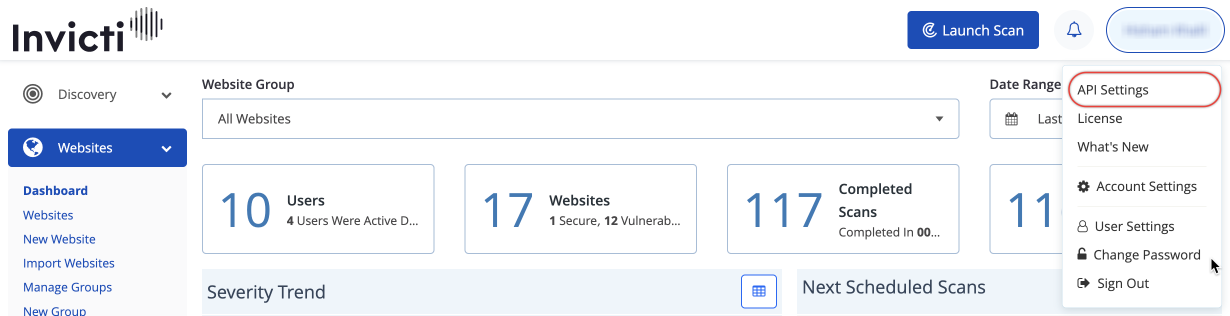 Invicti
Launch Scan
Discovery
Websites
Dashboard
Websites
New Website
Import Websites
Manage Groups
New Group
Website Group
All Websites
Date Range
Last
10 Users
4 Users Were Active D...
17 Websites
1 Secure, 12 Vulnerab...
117 Completed
Scans
Completed In 00...
11
Severity Trend
Next Scheduled Scans
API Settings
License
What's New
Account Settings
User Settings
Change Password
Sign Out